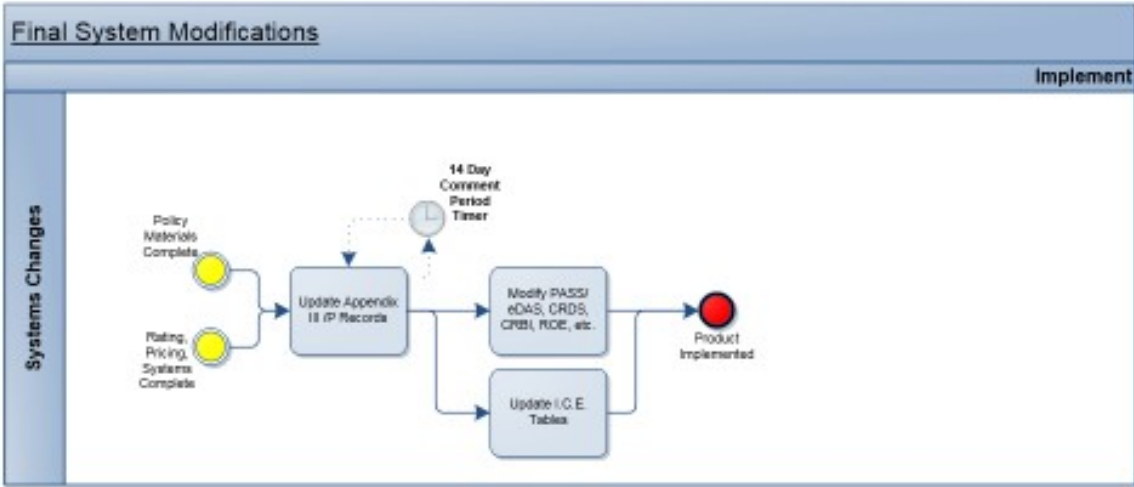 Final System Modifications
Implement
Systems Changes
14 Day
Comment
Period
Timer
Policy
Materials
Complete
Rating,
Pricing,
Systems
Complete
Update Appendix
III /P Records
Modify PASS/
eDAS, CRDS,
CRBI, ROE, etc.
Update I.C.E.
Tables
Product
Implemented